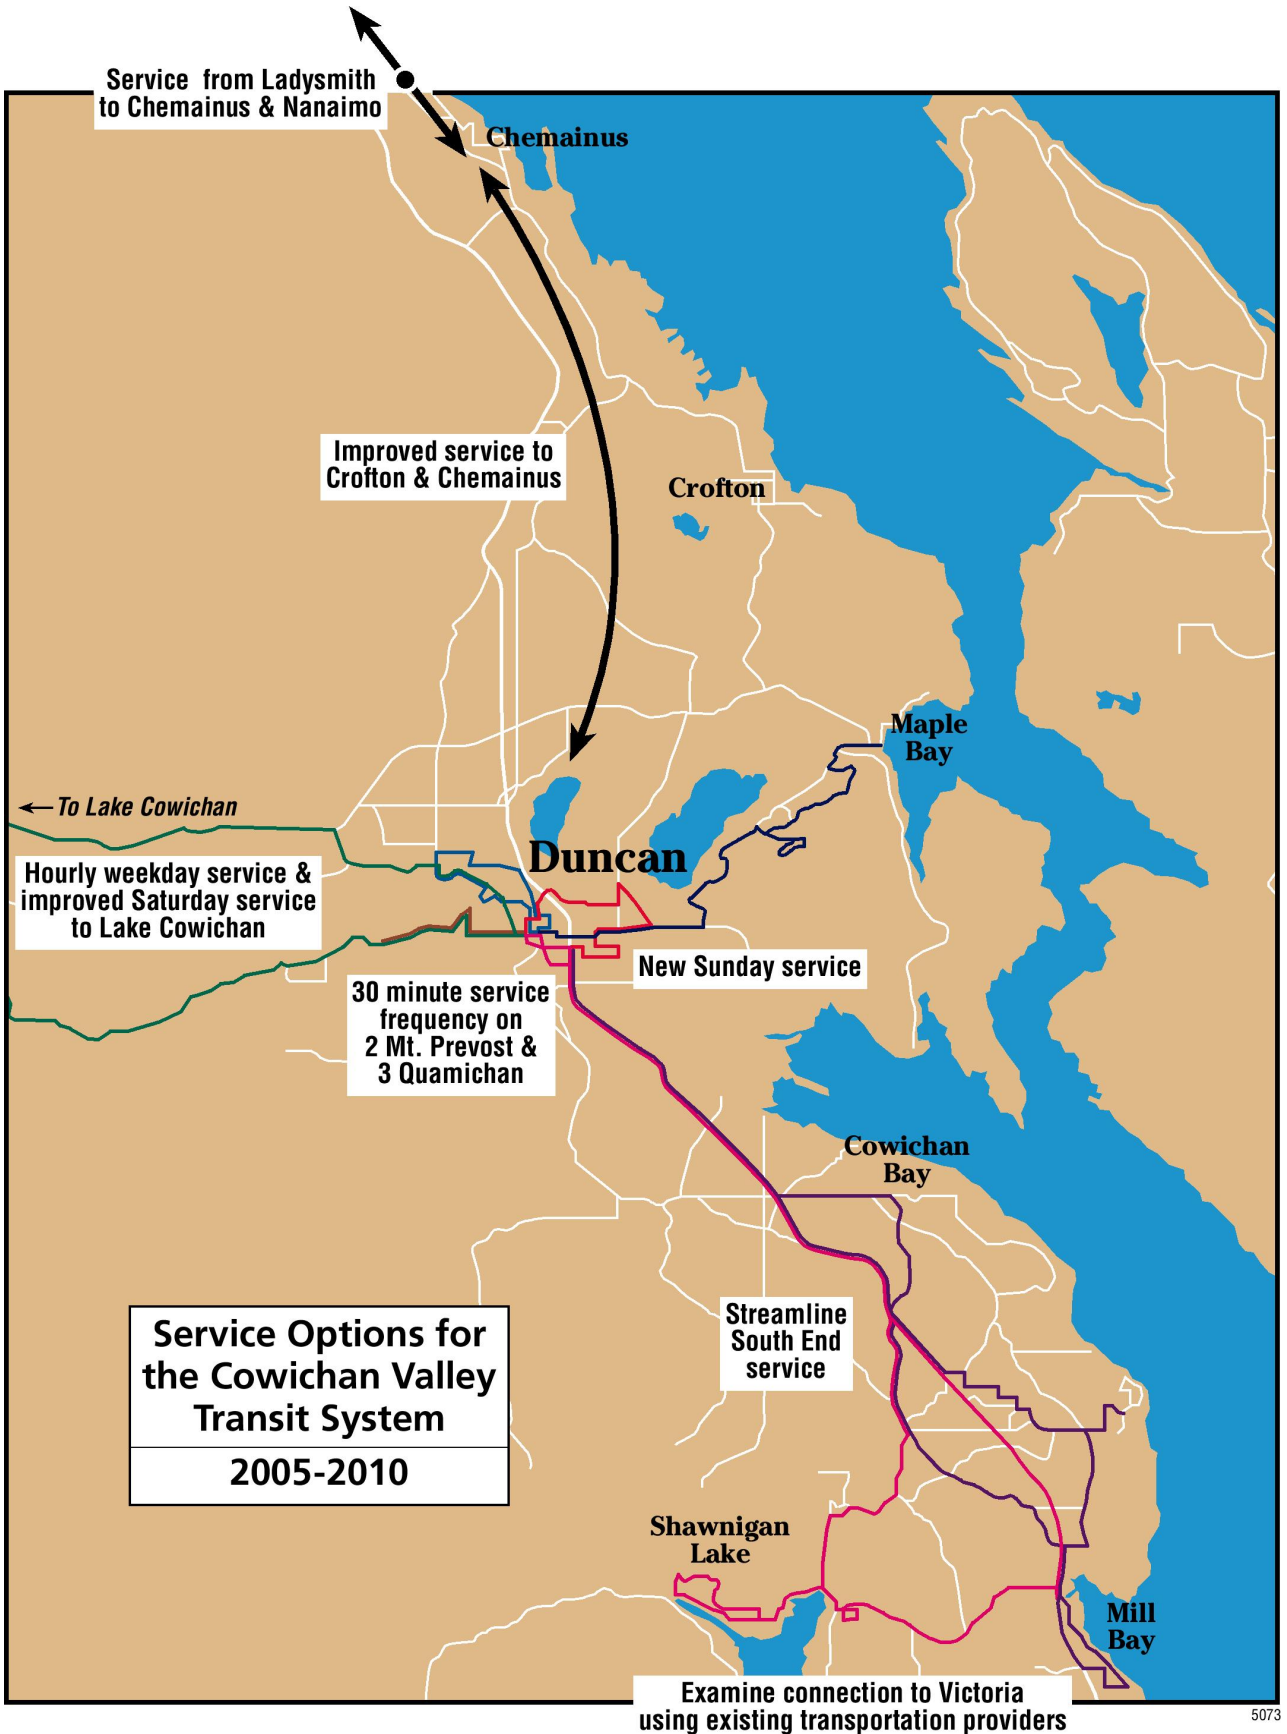 Service from Ladysmith
to Chemainus & Nanaimo
Chemainus
Improved service to
Crofton & Chemainus
Crofton
Maple
Bay
To Lake Cowichan
Duncan
Hourly weekday service &
improved Saturday service
to Lake Cowichan
New Sunday service
30 minute service
frequency on
2 Mt. Prevost &
3 Quamichan
Cowichan
Bay
Streamline
South End
service
Service Options for
the Cowichan Valley
Transit System
2005-2010
Shawnigan
Lake
Mill
Bay
Examine connection to Victoria
using existing transportation providers
5073